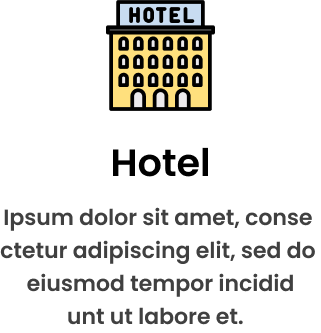 HOTEL
Hotel
Ipsum dolor sit amet, conse
ctetur adipiscing elit, sed do
eiusmod tempor incidid
unt ut labore et.